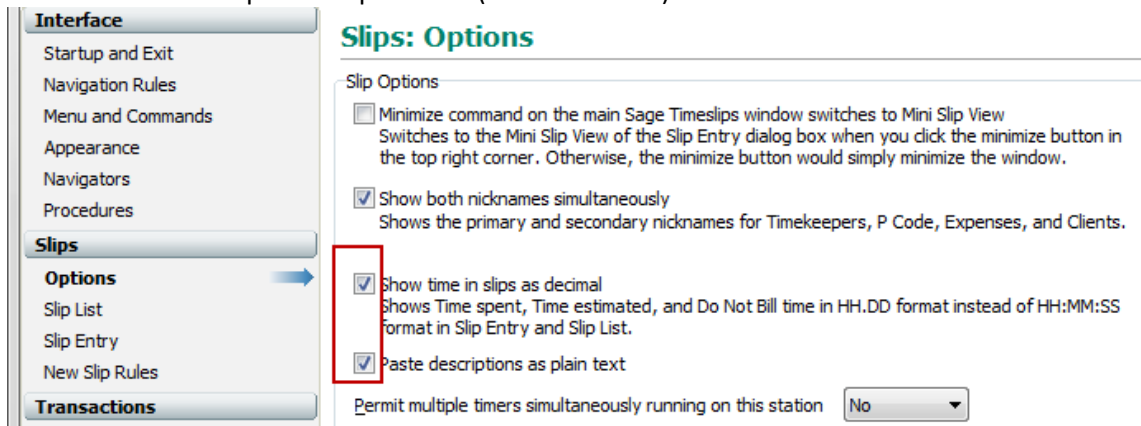 Interface
Startup and Exit
Navigation Rules
Menu and Commands
Appearance
Navigators
Procedures
Slips
Options
Slip List
Slip Entry
New Slip Rules
Transactions
Slips: Options
Slip Options
Minimize command on the main Sage Timeslips window switches to Mini Slip View
Switches to the Mini Slip View of the Slip Entry dialog box when you click the minimize button in
the top right corner. Otherwise, the minimize button would simply minimize the window.
Show both nicknames simultaneously
Shows the primary and secondary nicknames for Timekeepers, P Code, Expenses, and Clients.
Show time in slips as decimal
Shows Time spent, Time estimated, and Do Not Bill time in HH.DD format instead of HH:MM:SS
format in Slip Entry and Slip List.
Paste descriptions as plain text
Permit multiple timers simultaneously running on this station No